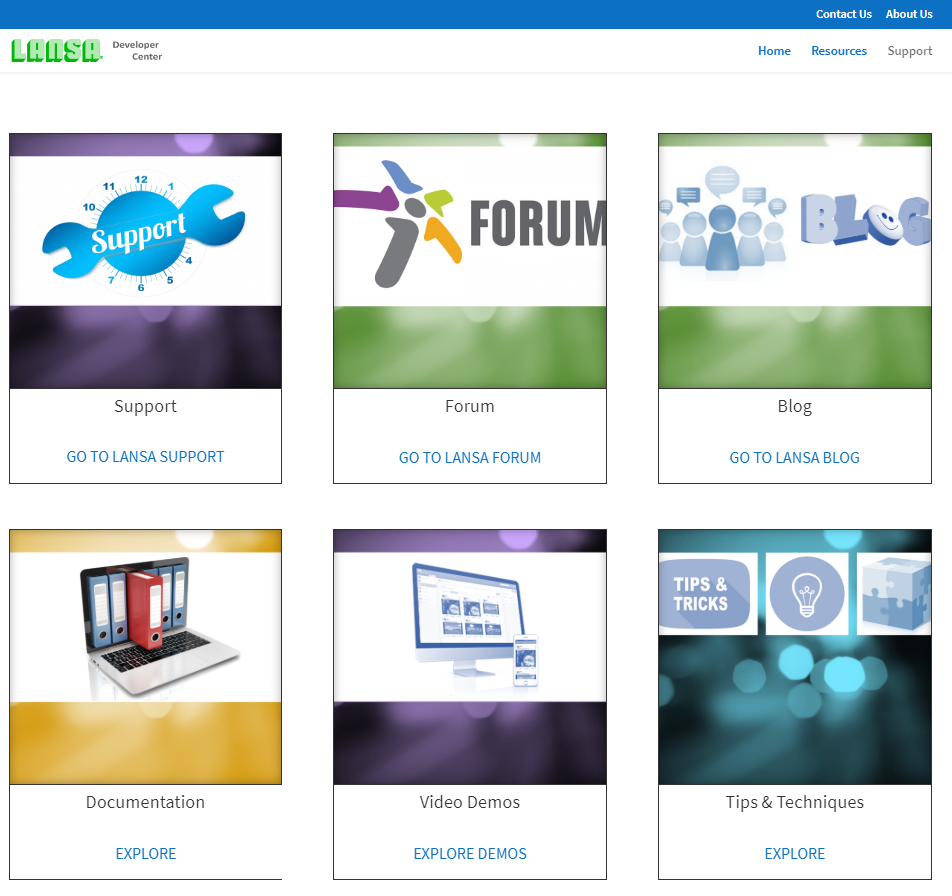 Contact Us About Us
LANSA Developer Center
Home Resources Support
12
11 1
10
Support
4
7 5
6
FORUM
BLOG
Support
Forum
Blog
GO TO LANSA SUPPORT
GO TO LANSA FORUM
GO TO LANSA BLOG
TIPS &
TRICKS
Documentation
Video Demos
Tips & Techniques
EXPLORE
EXPLORE DEMOS
EXPLORE